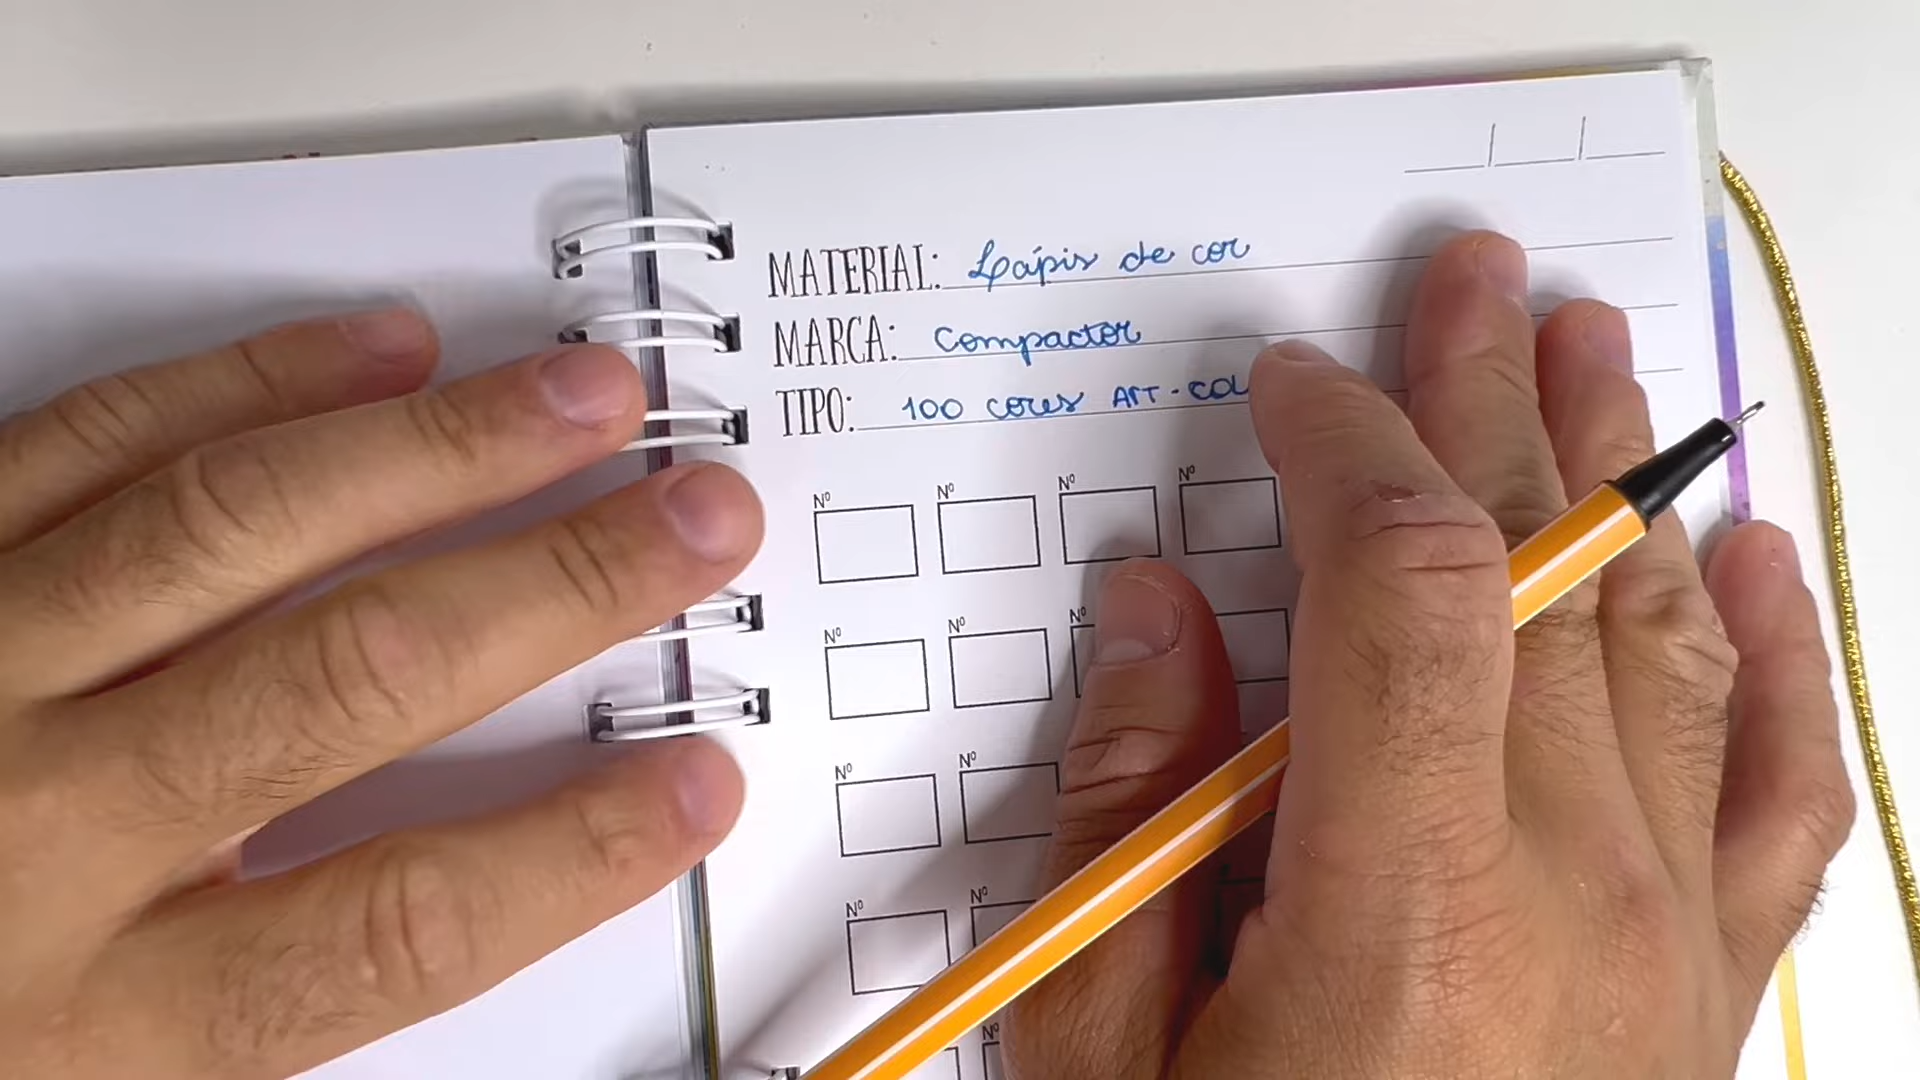 MATERIAL: Lápis de cor
MARCA: Compactor
TIPO: 100 cores ART-COL
Nº Nº Nº Nº
Nº Nº Nº
Nº Nº
Nº Nº
Nº